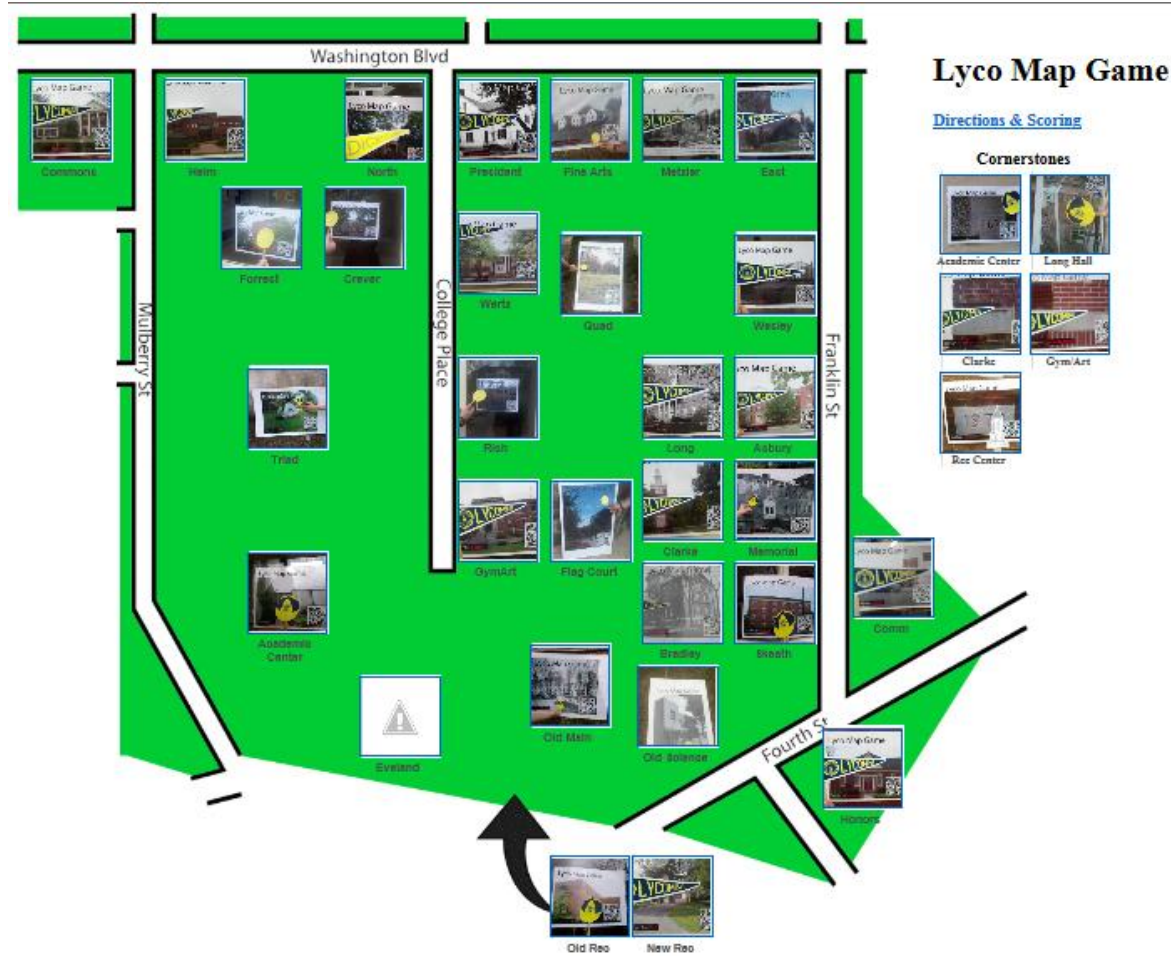 Washington Blvd
Lyco Map Game
Directions & Scoring
Cornerstones
Academic Center
Long Hall
Clarke
Gym/Art
Rec Center
Commons
Heim
North
President
Fine Arts
Metzler
East
Forrest
Crever
Wertz
Quad
Wesley
Mulberry St
College Place
Franklin St
Triad
Rich
Long
Asbury
GymArt
Flag Court
Clarke
Memorial
Academic
Center
Bradley
Skeath
Comm
Eveland
Old Main
Old Science
Fourth St
Honors
Old Rec
New Rec